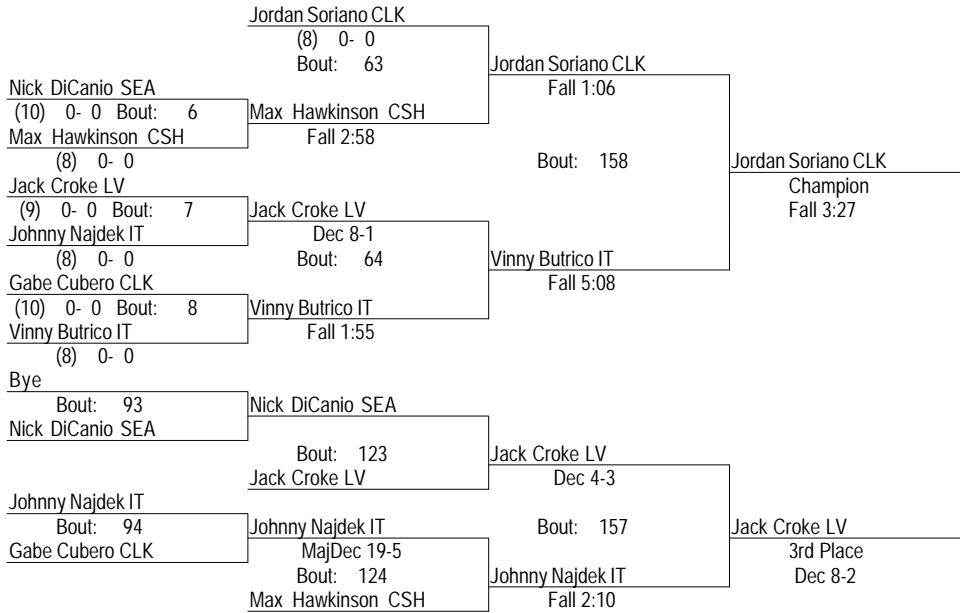 Jordan Soriano CLK
(8) 0- 0
Bout: 63 Jordan Soriano CLK
Nick DiCanio SEA Fall 1:06
(10) 0- 0 Bout: 6 Max Hawkinson CSH
Max Hawkinson CSH Fall 2:58
(8) 0- 0 Bout: 158 Jordan Soriano CLK
Jack Croke LV Champion
(9) 0- 0 Bout: 7 Jack Croke LV Fall 3:27
Johnny Najdek IT Dec 8-1
(8) 0- 0 Bout: 64 Vinny Butrico IT
Gabe Cubero CLK Fall 5:08
(10) 0- 0 Bout: 8 Vinny Butrico IT
Vinny Butrico IT Fall 1:55
(8) 0- 0
Bye
Bout: 93 Nick DiCanio SEA
Nick DiCanio SEA
Bout: 123 Jack Croke LV
Jack Croke LV Dec 4-3
Johnny Najdek IT
Bout: 94 Johnny Najdek IT Bout: 157 Jack Croke LV
Gabe Cubero CLK MajDec 19-5 3rd Place
Bout: 124 Johnny Najdek IT Dec 8-2
Max Hawkinson CSH Fall 2:10